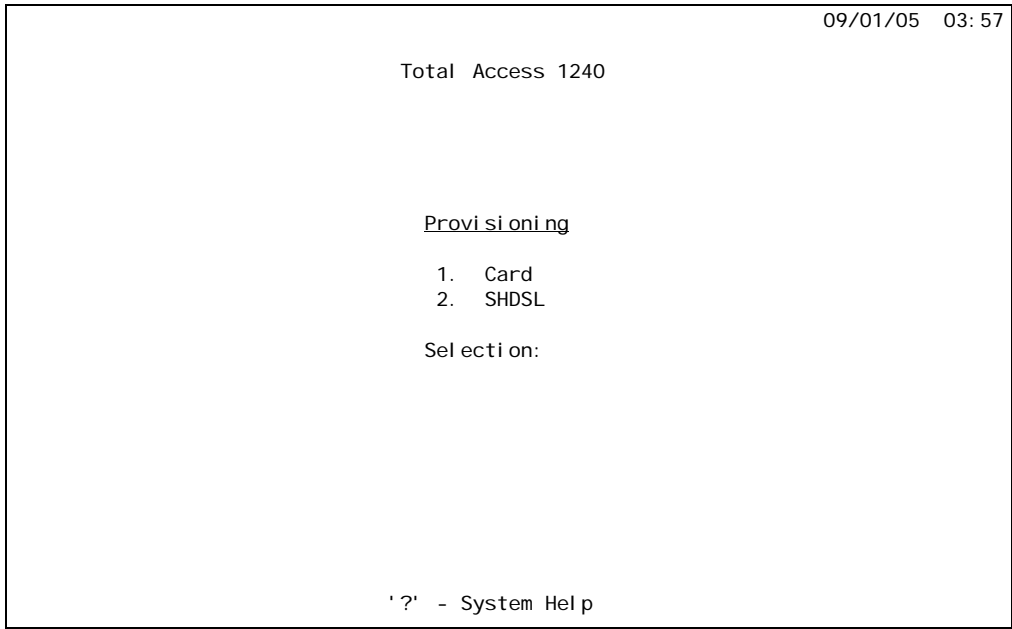 09/01/05 03:57
Total Access 1240
Provisioning
1. Card
2. SHDSL
Selection:
'?' - System Help